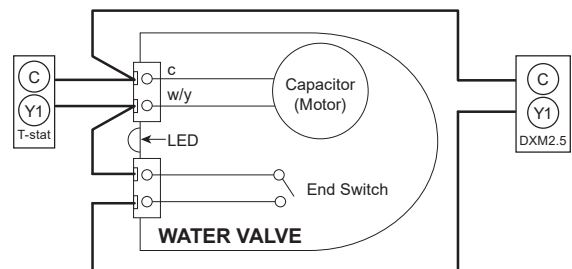 C
Y1
T-stat
c
w/y
LED
Capacitor
(Motor)
End Switch
WATER VALVE
C
Y1
DXM2.5